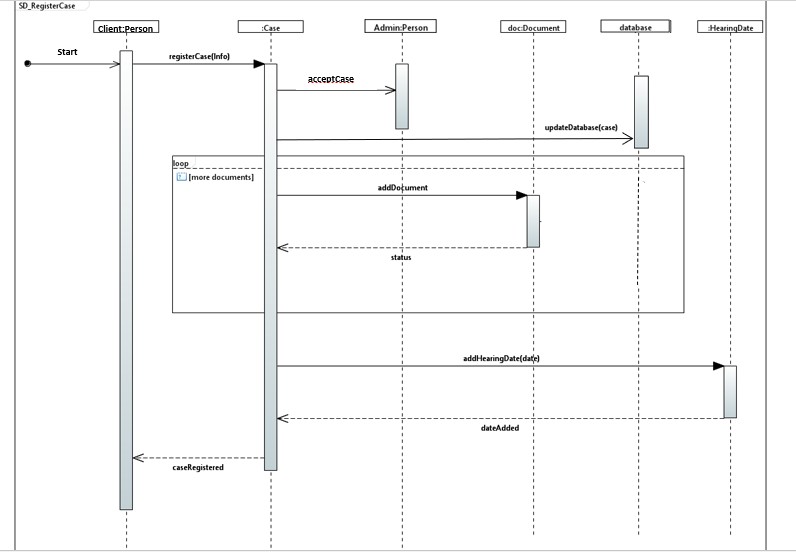 SD_RegisterCase
Client:Person
:Case
Admin:Person
doc:Document
database
:HearingDate
Start
registerCase(Info)
acceptCase
updateDatabase(case)
loop
[more documents]
addDocument
status
addHearingDate(date)
dateAdded
caseRegistered